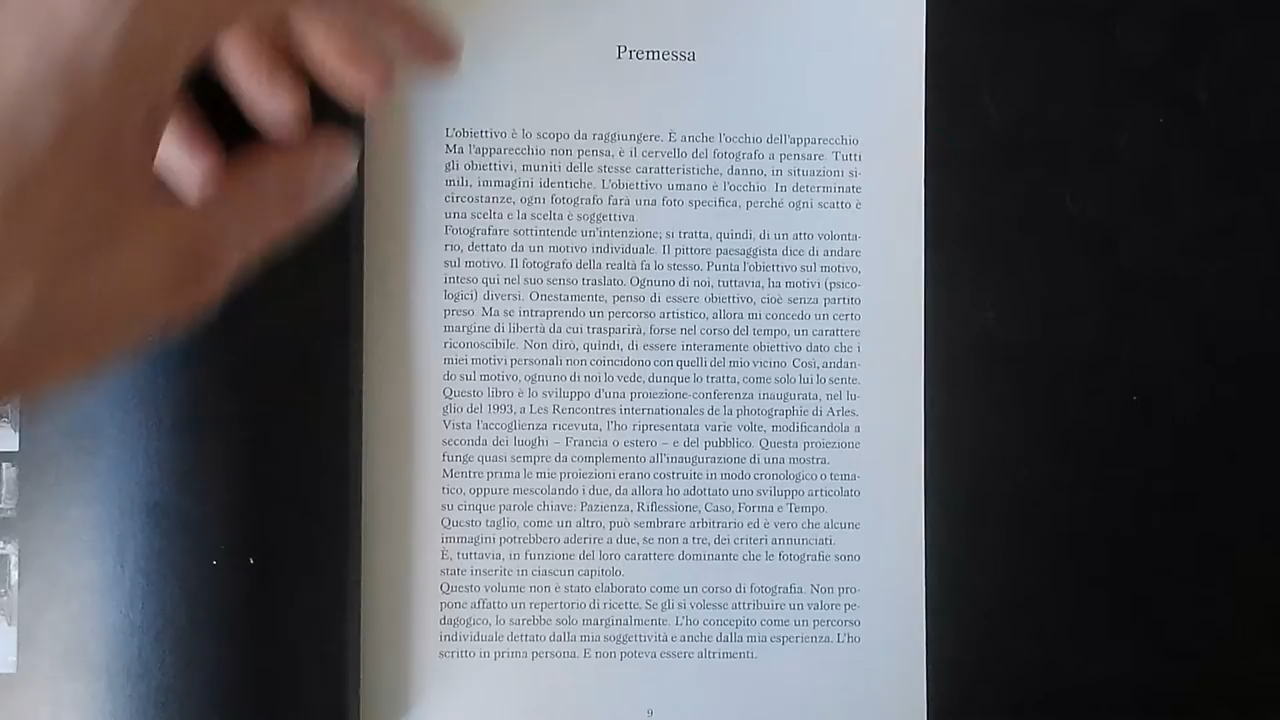 Premessa
L'obiettivo è lo scopo da raggiungere. È anche l'occhio dell'apparecchio
Ma l'apparecchio non pensa, è il cervello del fotografo a pensare. Tutti
gli obiettivi, muniti delle stesse caratteristiche, danno, in situazioni si-
mili, immagini identiche. L'obiettivo umano è l'occhio. In determinate
circostanze, ogni fotografo farà una foto specifica, perché ogni scatto è
una scelta e la scelta è soggettiva.
Fotografare sottintende un'intenzione; si tratta, quindi, di un atto volonta-
rio, dettato da un motivo individuale. Il pittore paesaggista dice di andare
sul motivo. Il fotografo della realtà fa lo stesso. Punta l'obiettivo sul motivo,
inteso qui nel suo senso traslato. Ognuno di noi, tuttavia, ha motivi (psico-
logici) diversi. Onestamente, penso di essere obiettivo, cioè senza partito
preso. Ma se intraprendo un percorso artistico, allora mi concedo un certo
margine di libertà da cui trasparirà, forse nel corso del tempo, un carattere
riconoscibile. Non dirò, quindi, di essere interamente obiettivo dato che i
miei motivi personali non coincidono con quelli del mio vicino. Così, andan-
do sul motivo, ognuno di noi lo vede, dunque lo tratta, come solo lui lo sente.
Questo libro è lo sviluppo d'una proiezione-conferenza inaugurata, nel lu-
glio del 1993, a Les Rencontres internationales de la photographie di Arles.
Vista l'accoglienza ricevuta, l'ho ripresentata varie volte, modificandola a
seconda dei luoghi – Francia o estero – e del pubblico. Questa proiezione
funge quasi sempre da complemento all'inaugurazione di una mostra.
Mentre prima le mie proiezioni erano costruite in modo cronologico o tema-
tico, oppure mescolando i due, da allora ho adottato uno sviluppo articolato
su cinque parole chiave: Pazienza, Riflessione, Caso, Forma e Tempo.
Questo taglio, come un altro, può sembrare arbitrario ed è vero che alcune
immagini potrebbero aderire a due, se non a tre, dei criteri annunciati.
È, tuttavia, in funzione del loro carattere dominante che le fotografie sono
state inserite in ciascun capitolo.
Questo volume non è stato elaborato come un corso di fotografia. Non pro-
pone affatto un repertorio di ricette. Se gli si volesse attribuire un valore pe-
dagogico, lo sarebbe solo marginalmente. L'ho concepito come un percorso
individuale dettato dalla mia soggettività e anche dalla mia esperienza. L'ho
scritto in prima persona. E non poteva essere altrimenti.
9